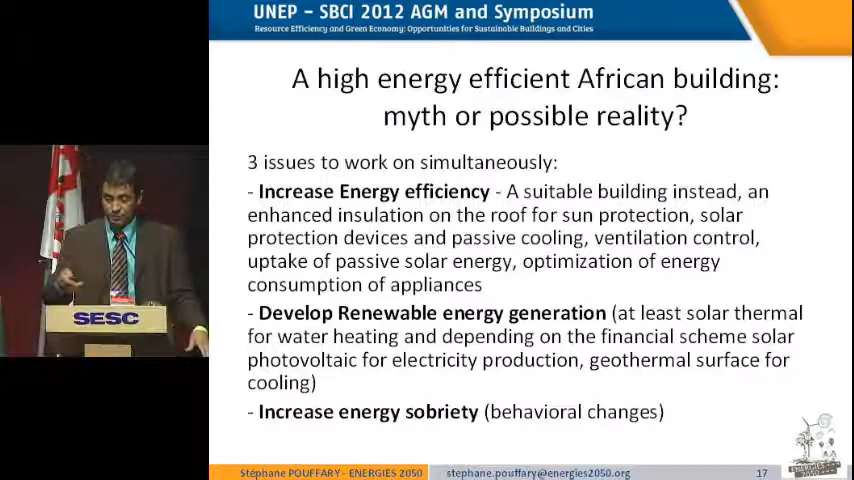 UNEP – SBCI 2012 AGM and Symposium
Resource Efficiency and Green Economy: Opportunities for Sustainable Buildings and Cities
A high energy efficient African building:
myth or possible reality?
3 issues to work on simultaneously:
- Increase Energy efficiency - A suitable building instead, an
enhanced insulation on the roof for sun protection, solar
protection devices and passive cooling, ventilation control,
uptake of passive solar energy, optimization of energy
consumption of appliances
- Develop Renewable energy generation (at least solar thermal
for water heating and depending on the financial scheme solar
photovoltaic for electricity production, geothermal surface for
cooling)
- Increase energy sobriety (behavioral changes)
SESC
ENERGIES
2050
Stéphane POUFFARY - ENERGIES 2050
stephane.pouffary@energies2050.org
17